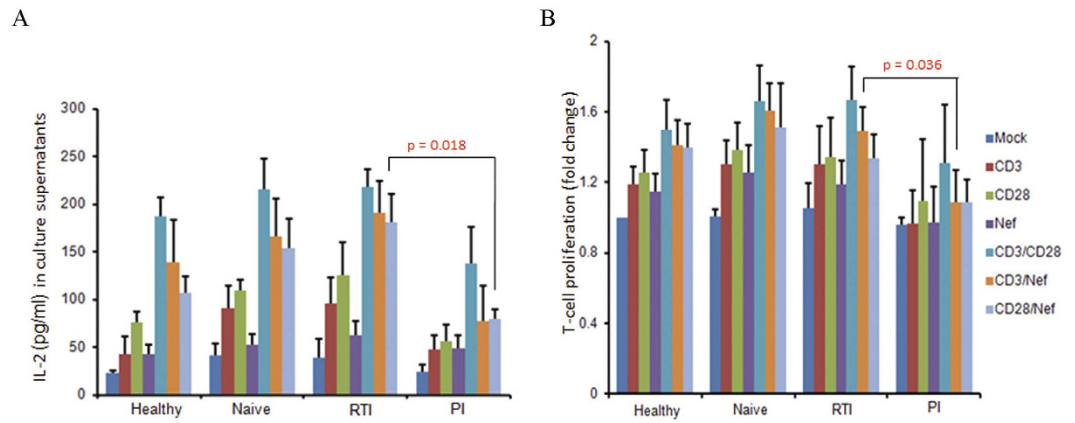 A
IL-2 (pg/ml) in culture supernatants
300
250
200
150
100
50
0
p = 0.018
Healthy
Naive
RTI
PI
B
T-cell proliferation (fold change)
2
1.6
1.2
0.8
0.4
0
p = 0.036
Healthy
Naive
RTI
PI
Mock
CD3
CD28
Nef
CD3/CD28
CD3/Nef
CD28/Nef